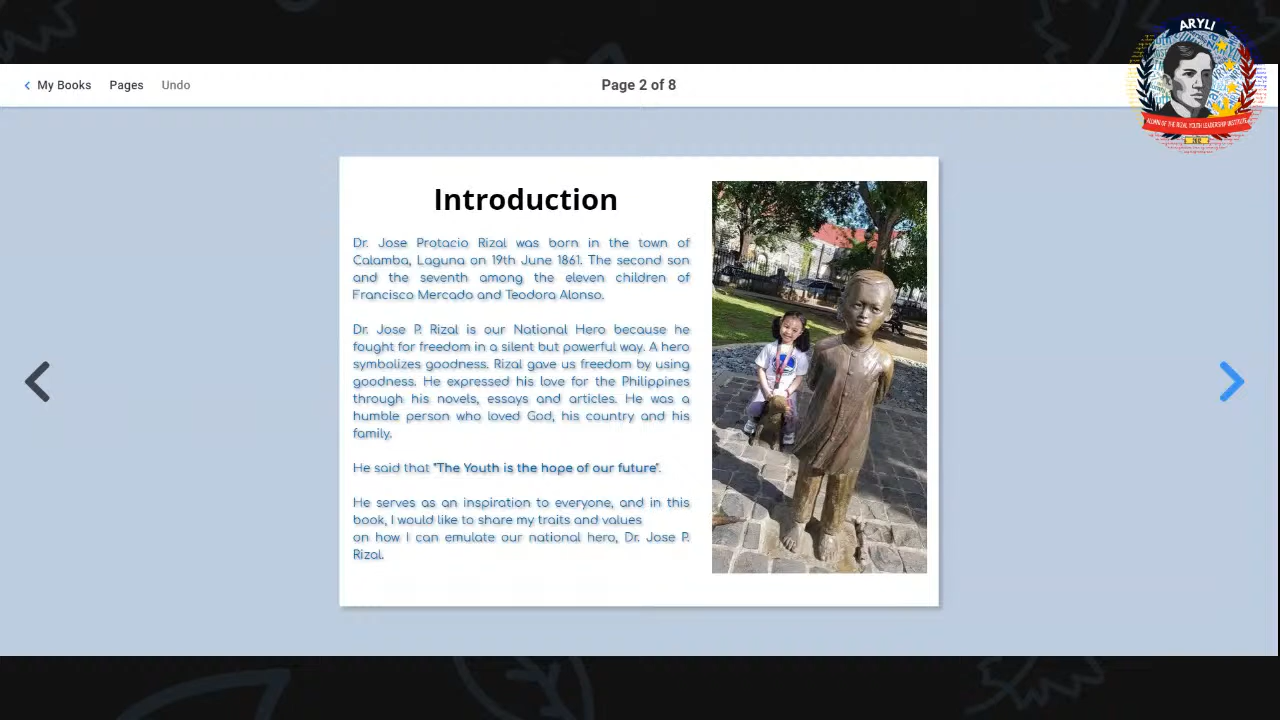 ARYLI
My Books Pages Undo
Page 2 of 8
ALUMNI OF THE RIZAL YOUTH LEADERSHIP INSTITUTE
Introduction
Dr. Jose Protacio Rizal was born in the town of
Calamba, Laguna on 19th June 1861. The second son
and the seventh among the eleven children of
Francisco Mercado and Teodora Alonso.
Dr. Jose P. Rizal is our National Hero because he
fought for freedom in a silent but powerful way. A hero
symbolizes goodness. Rizal gave us freedom by using
goodness. He expressed his love for the Philippines
through his novels, essays and articles. He was a
humble person who loved God, his country and his
family.
He said that "The Youth is the hope of our future".
He serves as an inspiration to everyone, and in this
book, I would like to share my traits and values
on how I can emulate our national hero, Dr. Jose P.
Rizal.